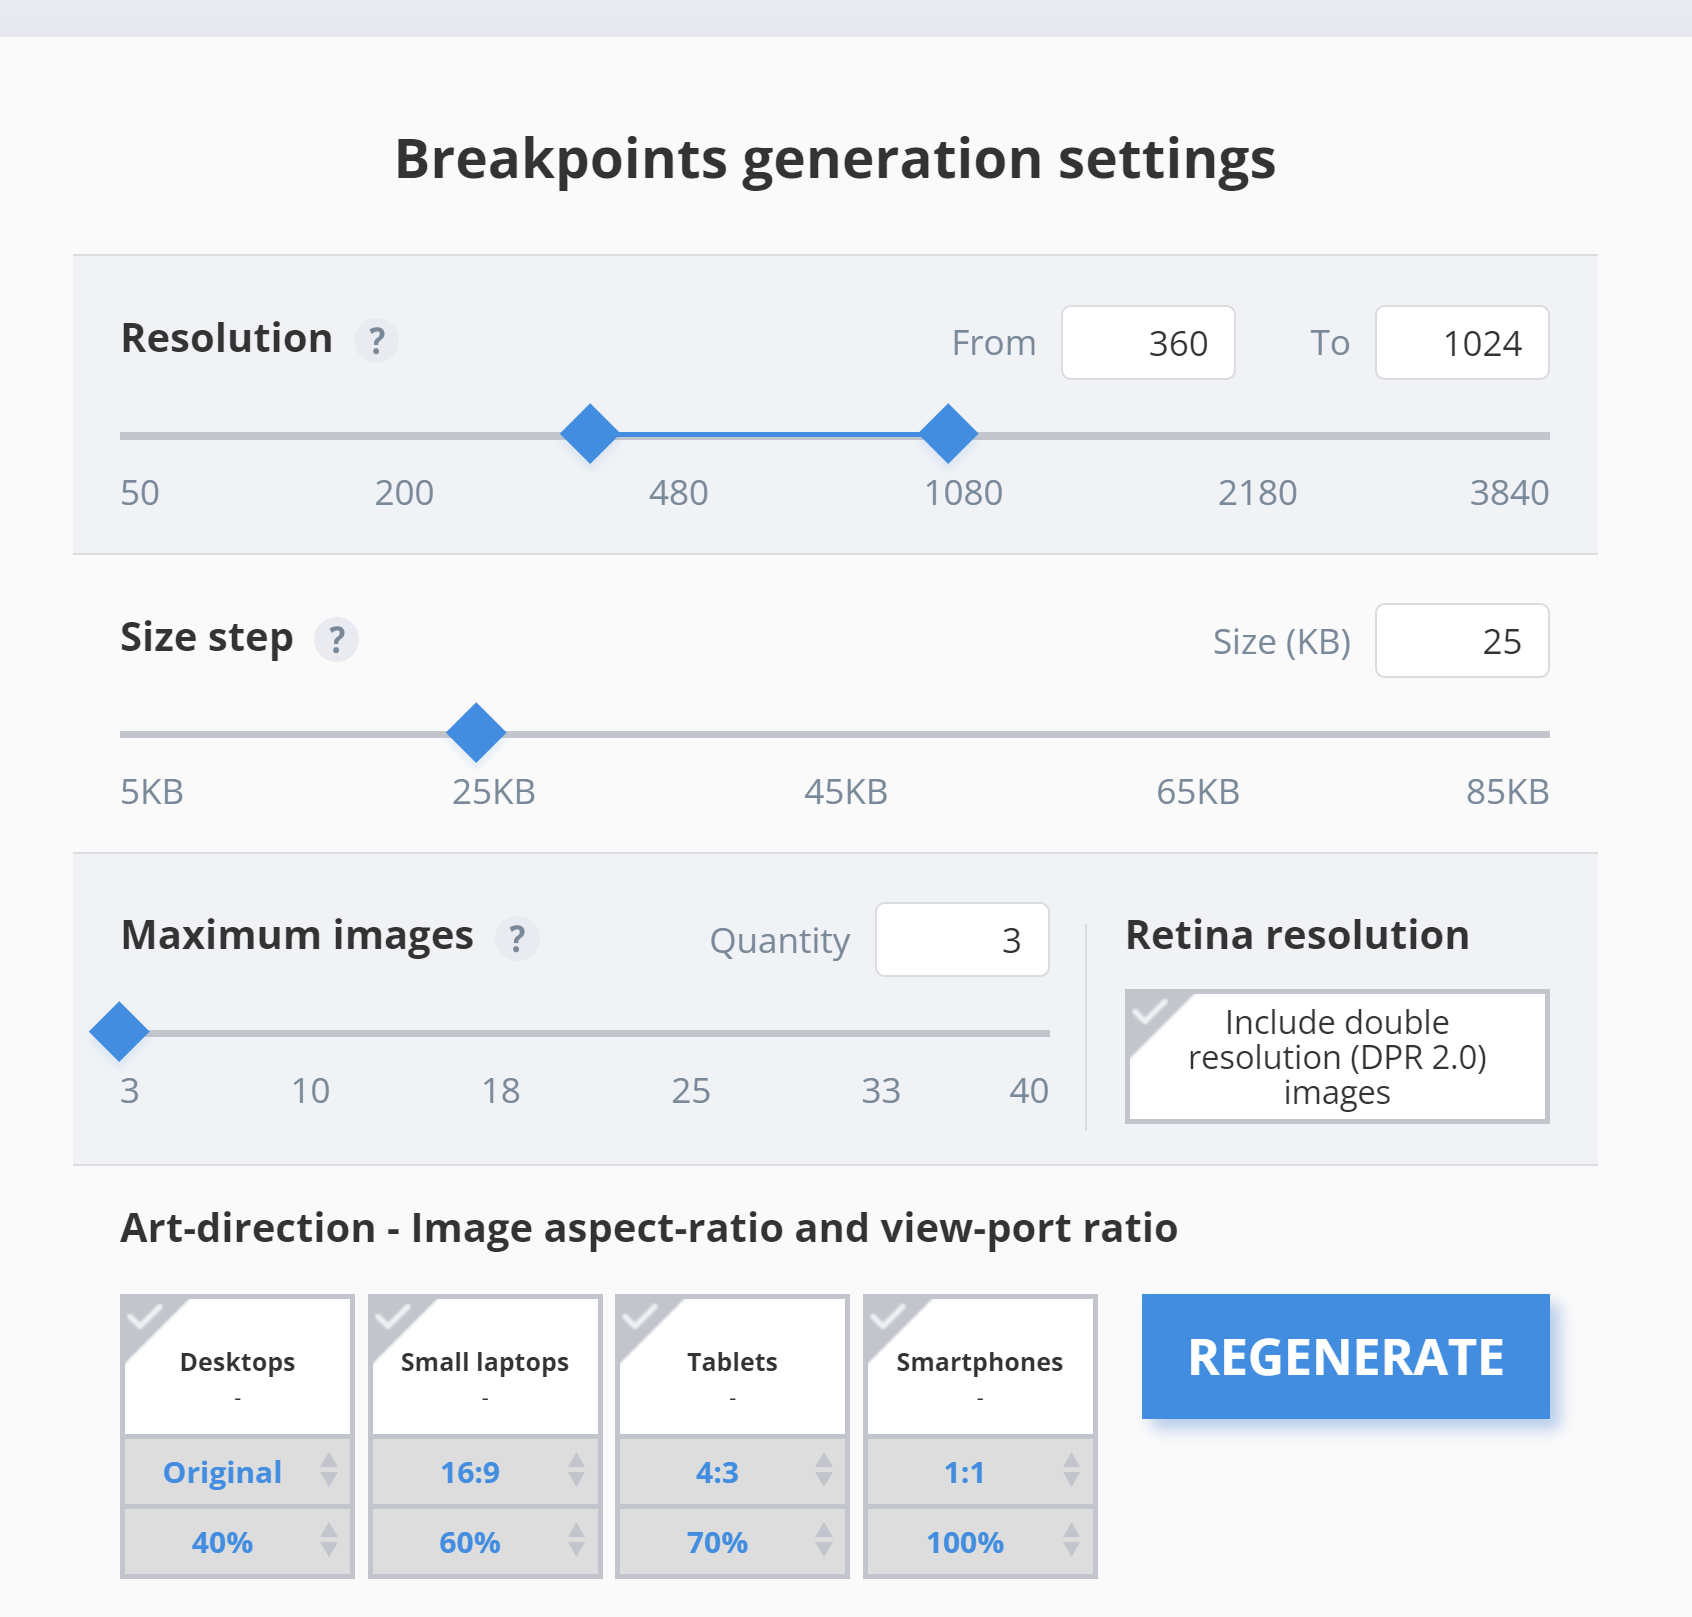 Breakpoints generation settings
Resolution ? From 360 To 1024
50 200 480 1080 2180 3840
Size step ? Size (KB) 25
5KB 25KB 45KB 65KB 85KB
Maximum images ? Quantity 3
3 10 18 25 33 40
Retina resolution
Include double
resolution (DPR 2.0)
images
Art-direction - Image aspect-ratio and view-port ratio
Desktops Small laptops Tablets Smartphones
- - - -
Original 16:9 4:3 1:1
40% 60% 70% 100%
REGENERATE